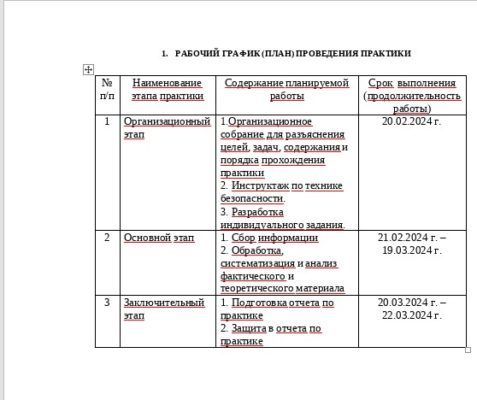 1. РАБОЧИЙ ГРАФИК (ПЛАН) ПРОВЕДЕНИЯ ПРАКТИКИ
№ п/п
Наименование
этапа практики
Содержание планируемой
работы
Срок выполнения
(продолжительность
работы)
1
Организационный
этап
1.Организационное
собрание для разъяснения
целей, задач, содержания и
порядка прохождения
практики
2. Инструктаж по технике
безопасности.
3. Разработка
индивидуального задания.
20.02.2024 г.
2
Основной этап
1. Сбор информации
2. Обработка,
систематизация и анализ
фактического и
теоретического материала
21.02.2024 г. –
19.03.2024 г.
3
Заключительный
этап
1. Подготовка отчета по
практике
2. Защита в отчета по
практике
20.03.2024 г. –
22.03.2024 г.